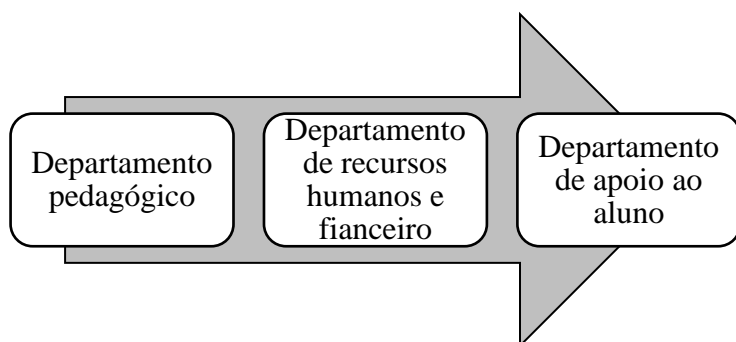 Departamento
pedagógico
Departamento
de recursos
humanos e
fianceiro
Departamento
de apoio ao
aluno